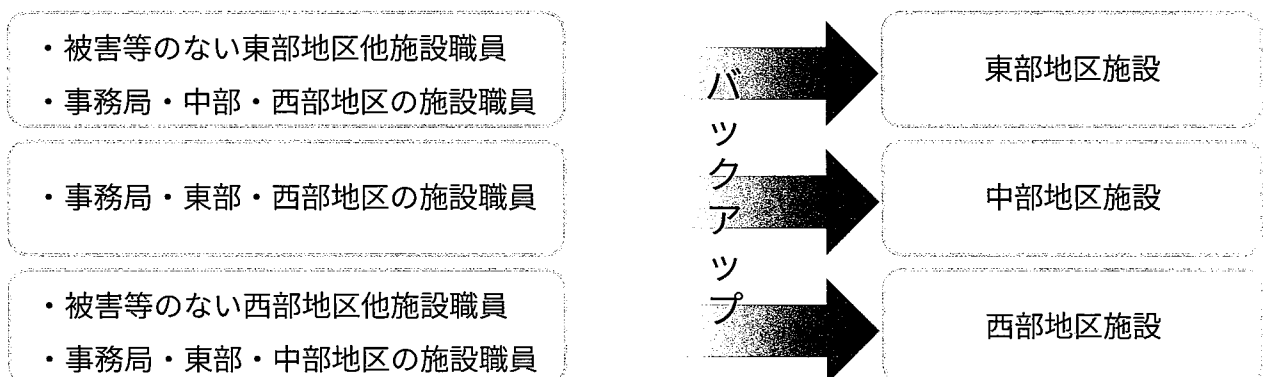 ・被害等のない東部地区他施設職員
・事務局・中部・西部地区の施設職員
・事務局・東部・西部地区の施設職員
・被害等のない西部地区他施設職員
・事務局・東部・中部地区の施設職員
バックアップ
東部地区施設
中部地区施設
西部地区施設